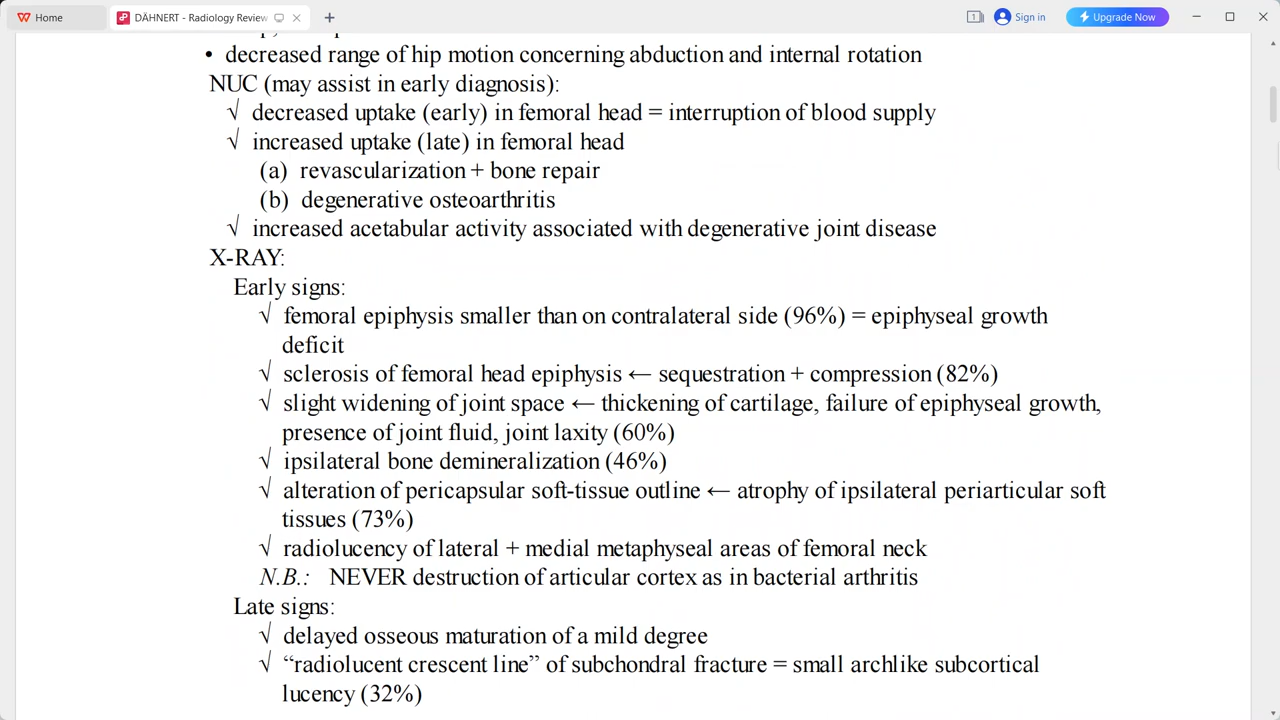 Home
DÄHNERT - Radiology Review
1
Sign in
Upgrade Now
• decreased range of hip motion concerning abduction and internal rotation
NUC (may assist in early diagnosis):
√ decreased uptake (early) in femoral head = interruption of blood supply
√ increased uptake (late) in femoral head
(a) revascularization + bone repair
(b) degenerative osteoarthritis
√ increased acetabular activity associated with degenerative joint disease
X-RAY:
Early signs:
√ femoral epiphysis smaller than on contralateral side (96%) = epiphyseal growth
deficit
√ sclerosis of femoral head epiphysis ← sequestration + compression (82%)
√ slight widening of joint space ← thickening of cartilage, failure of epiphyseal growth,
presence of joint fluid, joint laxity (60%)
√ ipsilateral bone demineralization (46%)
√ alteration of pericapsular soft-tissue outline ← atrophy of ipsilateral periarticular soft
tissues (73%)
√ radiolucency of lateral + medial metaphyseal areas of femoral neck
N.B.: NEVER destruction of articular cortex as in bacterial arthritis
Late signs:
√ delayed osseous maturation of a mild degree
√ “radiolucent crescent line” of subchondral fracture = small archlike subcortical
lucency (32%)